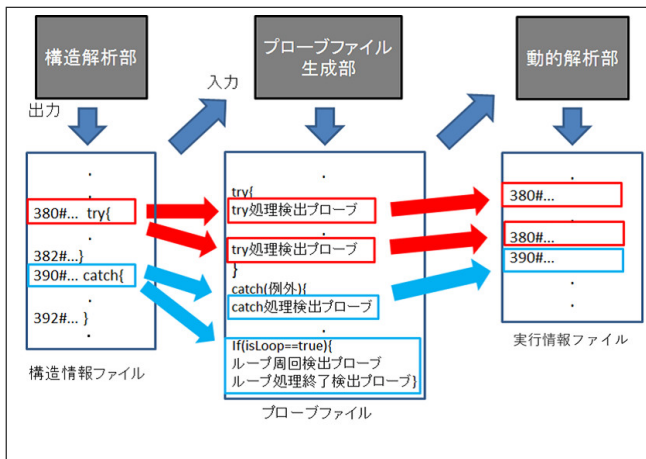 構造解析部
プローブファイル
生成部
動的解析部
出力
入力
.
.
380#... try{
.
382#...}
390#... catch{
.
392#... }
.
構造情報ファイル
.
try{
try処理検出プローブ
.
try処理検出プローブ
}
catch(例外){
catch処理検出プローブ
.
If(isLoop==true){
ループ周回検出プローブ
ループ処理終了検出プローブ}
プローブファイル
.
380#...
.
380#...
390#...
.
.
実行情報ファイル